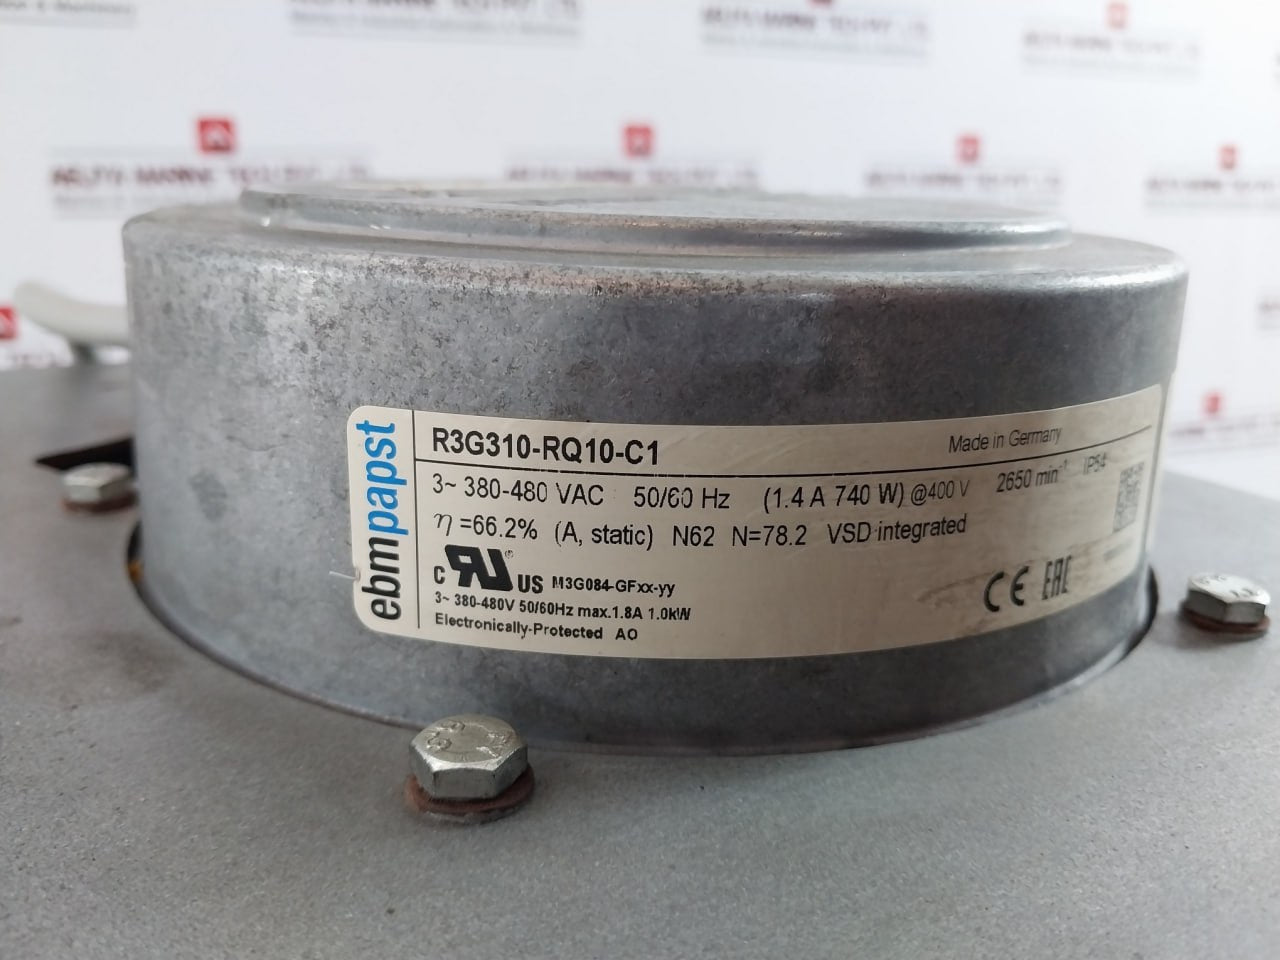 ebmpapst
R3G310-RQ10-C1
Made in Germany
3~ 380-480 VAC 50/60 Hz (1.4 A 740 W) @400 V 2650 min⁻¹ IP54
η =66.2% (A, static) N62 N=78.2 VSD integrated
c RU US ® M3G084-GFxx-yy
3~ 380-480V 50/60Hz max.1.8A 1.0kW
Electronically-Protected AO
CE EAC